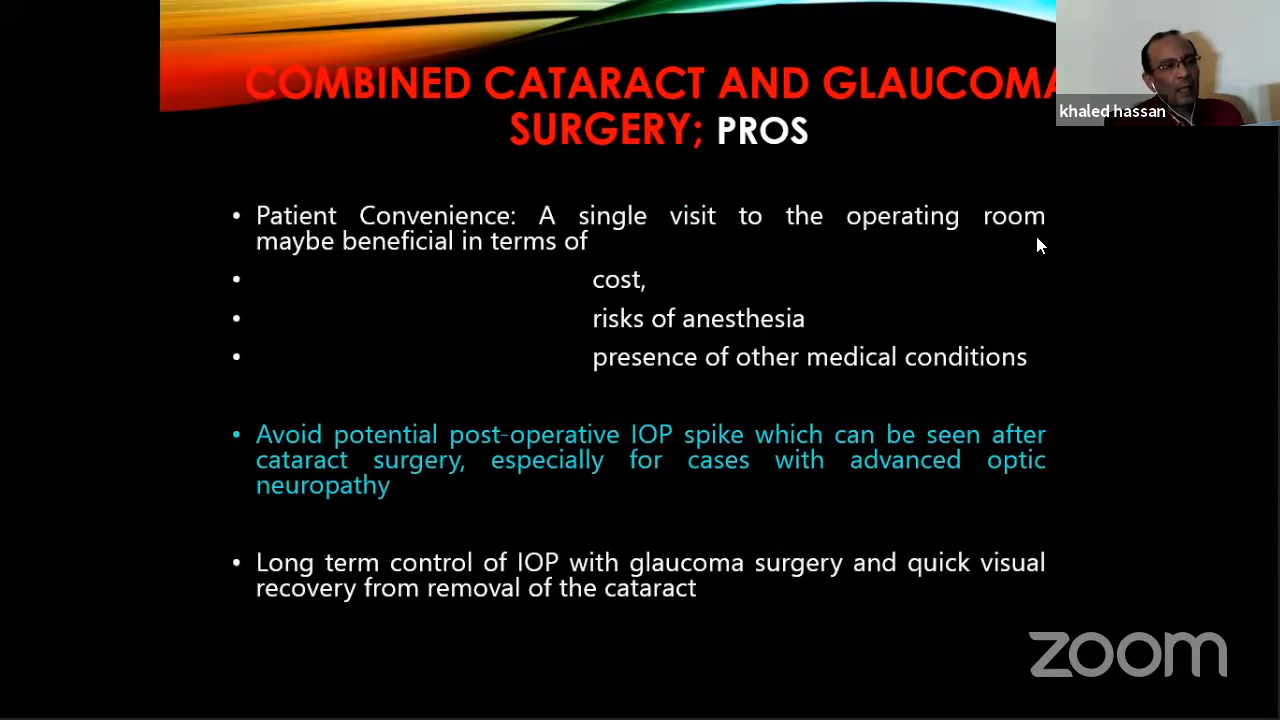 COMBINED CATARACT AND GLAUCOMA
SURGERY; PROS
khaled hassan
• Patient Convenience: A single visit to the operating room
maybe beneficial in terms of
• cost,
• risks of anesthesia
• presence of other medical conditions
• Avoid potential post-operative IOP spike which can be seen after
cataract surgery, especially for cases with advanced optic
neuropathy
• Long term control of IOP with glaucoma surgery and quick visual
recovery from removal of the cataract
zoom